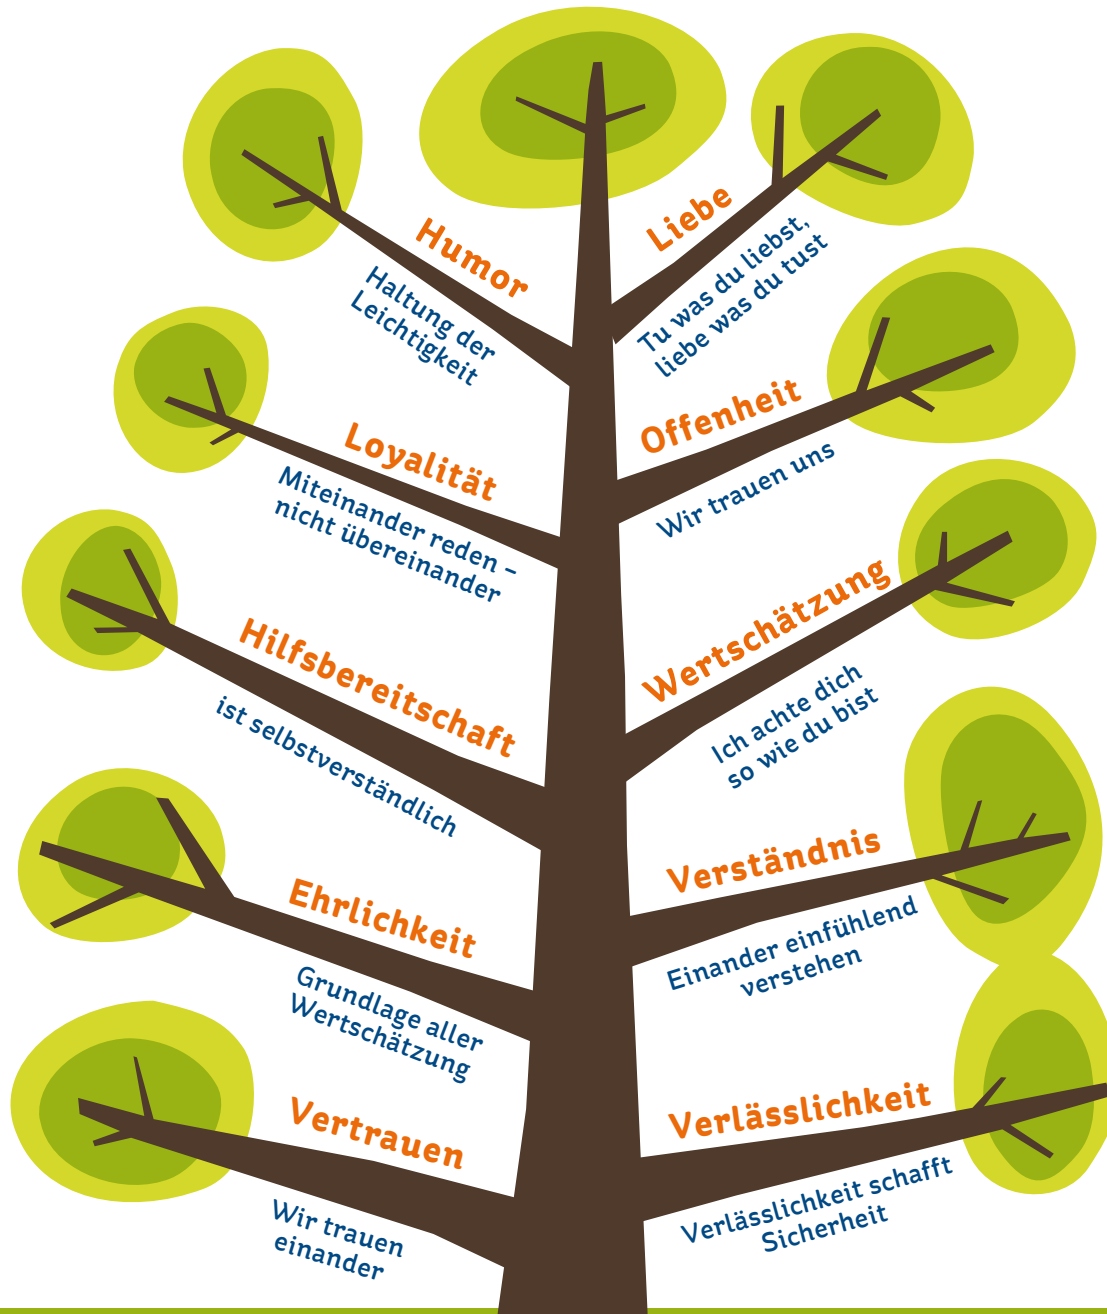 Humor
Haltung der
Leichtigkeit
Liebe
Tu was du liebst,
liebe was du tust
Loyalität
Miteinander reden –
nicht übereinander
Offenheit
Wir trauen uns
Hilfsbereitschaft
ist selbstverständlich
Wertschätzung
Ich achte dich
so wie du bist
Ehrlichkeit
Grundlage aller
Wertschätzung
Verständnis
Einander einfühlend
verstehen
Vertrauen
Wir trauen
einander
Verlässlichkeit
Verlässlichkeit schafft
Sicherheit